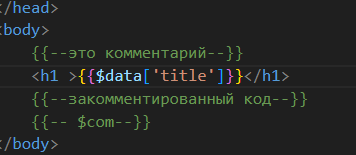 </head>
<body>
{{--это комментарий--}}
<h1 >{{$data['title']}}</h1>
{{--закомментированный код--}}
{{-- $com--}}
</body>